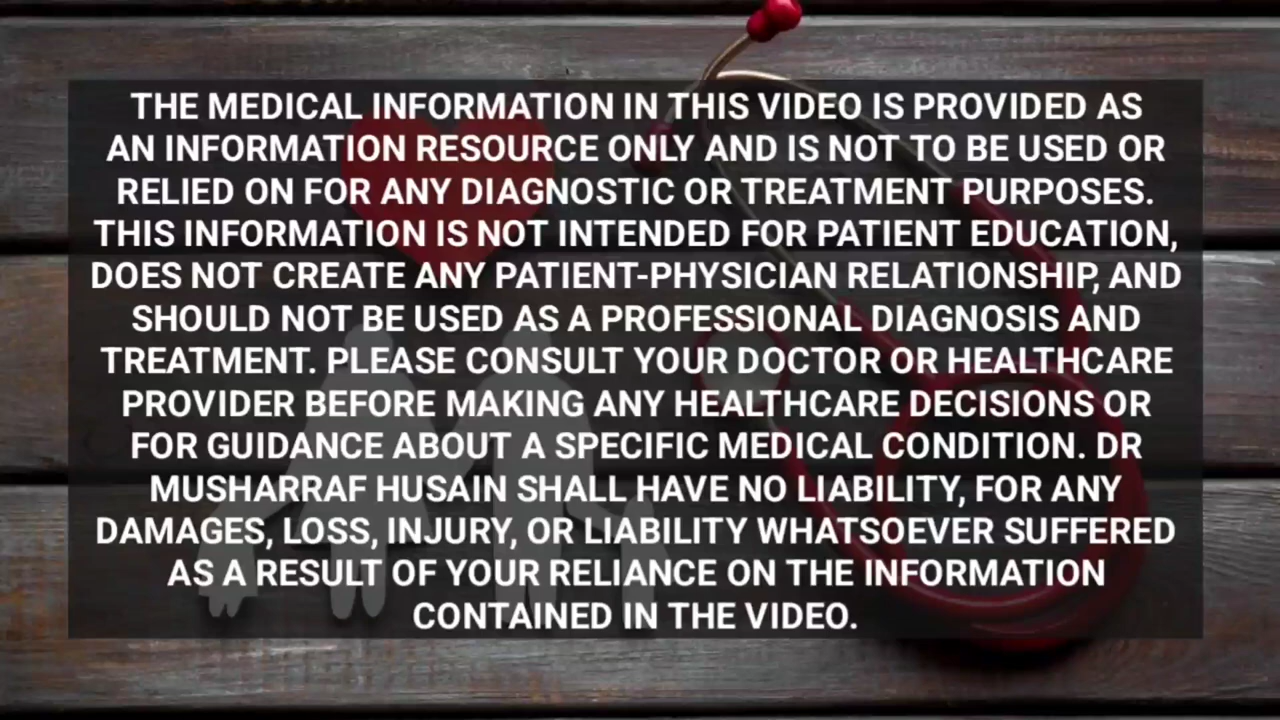 THE MEDICAL INFORMATION IN THIS VIDEO IS PROVIDED AS
AN INFORMATION RESOURCE ONLY AND IS NOT TO BE USED OR
RELIED ON FOR ANY DIAGNOSTIC OR TREATMENT PURPOSES.
THIS INFORMATION IS NOT INTENDED FOR PATIENT EDUCATION,
DOES NOT CREATE ANY PATIENT-PHYSICIAN RELATIONSHIP, AND
SHOULD NOT BE USED AS A PROFESSIONAL DIAGNOSIS AND
TREATMENT. PLEASE CONSULT YOUR DOCTOR OR HEALTHCARE
PROVIDER BEFORE MAKING ANY HEALTHCARE DECISIONS OR
FOR GUIDANCE ABOUT A SPECIFIC MEDICAL CONDITION. DR
MUSHARRAF HUSAIN SHALL HAVE NO LIABILITY, FOR ANY
DAMAGES, LOSS, INJURY, OR LIABILITY WHATSOEVER SUFFERED
AS A RESULT OF YOUR RELIANCE ON THE INFORMATION
CONTAINED IN THE VIDEO.